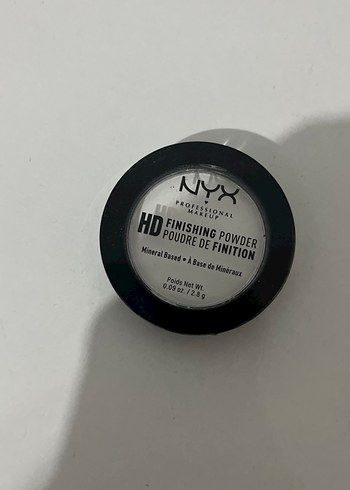 NYX
PROFESSIONAL
MAKEUP
HD FINISHING POWDER
POUDRE DE FINITION
Mineral Based • À Base de Minéraux
Poids Net Wt.
0.09 oz. / 2.8 g